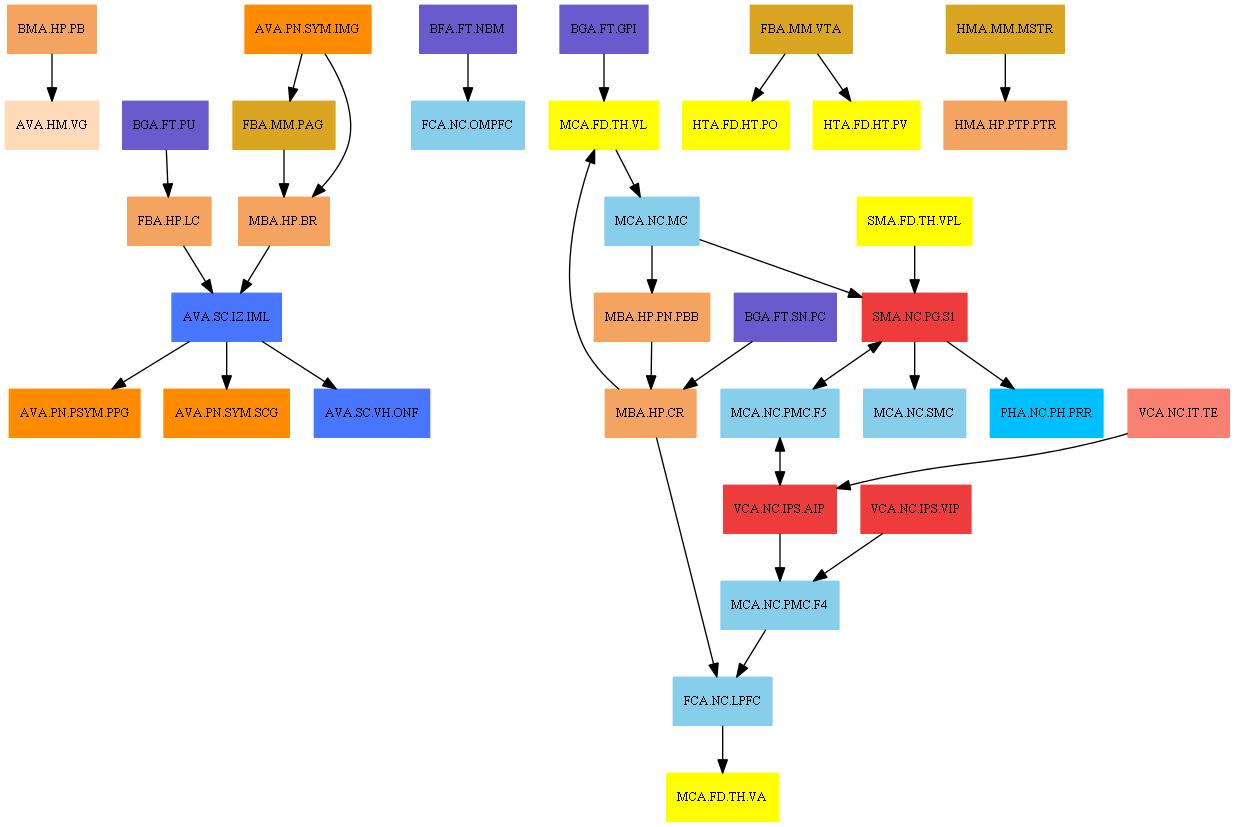 BMA.HP.PB
AVA.PN.SYM.IMG
BFA.FT.NBM
BGA.FT.GPI
FBA.MM.VTA
HMA.MM.MSTR
AVA.HM.VG
BGA.FT.PU
FBA.MM.PAG
FCA.NC.OMPFC
MCA.FD.TH.VL
HTA.FD.HT.PO
HTA.FD.HT.PV
HMA.HP.PTP.PTR
FBA.HP.LC
MBA.HP.BR
MCA.NC.MC
SMA.FD.TH.VPL
AVA.SC.IZ.IML
MBA.HP.PN.PBB
BGA.FT.SN.PC
SMA.NC.PG.S1
AVA.PN.PSYM.PPG
AVA.PN.SYM.SCG
AVA.SC.VH.ONF
MBA.HP.CR
MCA.NC.PMC.F5
MCA.NC.SMC
PHA.NC.PH.PRR
VCA.NC.IT.TE
VCA.NC.IPS.AIP
VCA.NC.IPS.VIP
MCA.NC.PMC.F4
FCA.NC.LPFC
MCA.FD.TH.VA